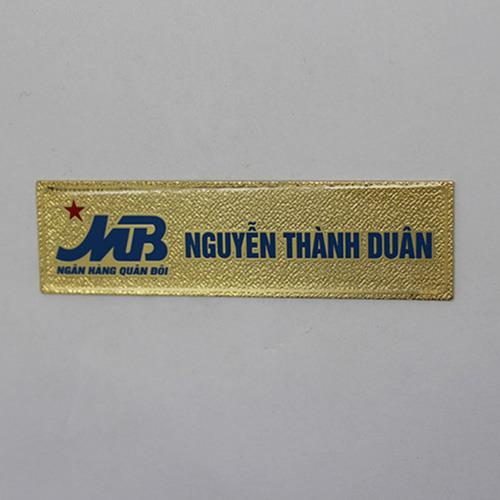 MB
NGÂN HÀNG QUÂN ĐỘI
NGUYỄN THÀNH DUÂN